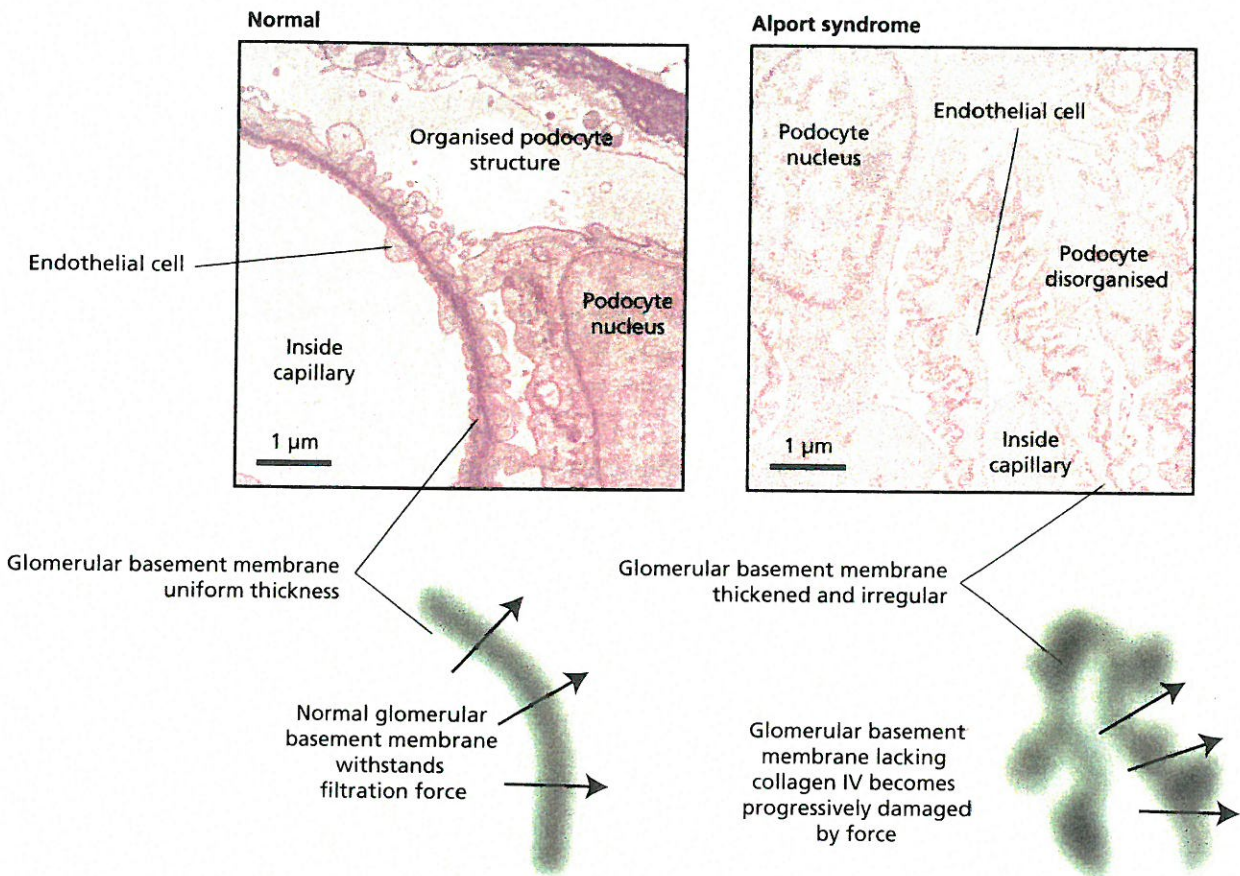 Normal
Alport syndrome
Organised podocyte
structure
Endothelial cell
Podocyte
nucleus
Inside
capillary
1 µm
Podocyte
nucleus
Endothelial cell
Podocyte
disorganised
1 µm
Inside
capillary
Glomerular basement membrane
uniform thickness
Normal glomerular
basement membrane
withstands
filtration force
Glomerular basement membrane
thickened and irregular
Glomerular basement
membrane lacking
collagen IV becomes
progressively damaged
by force